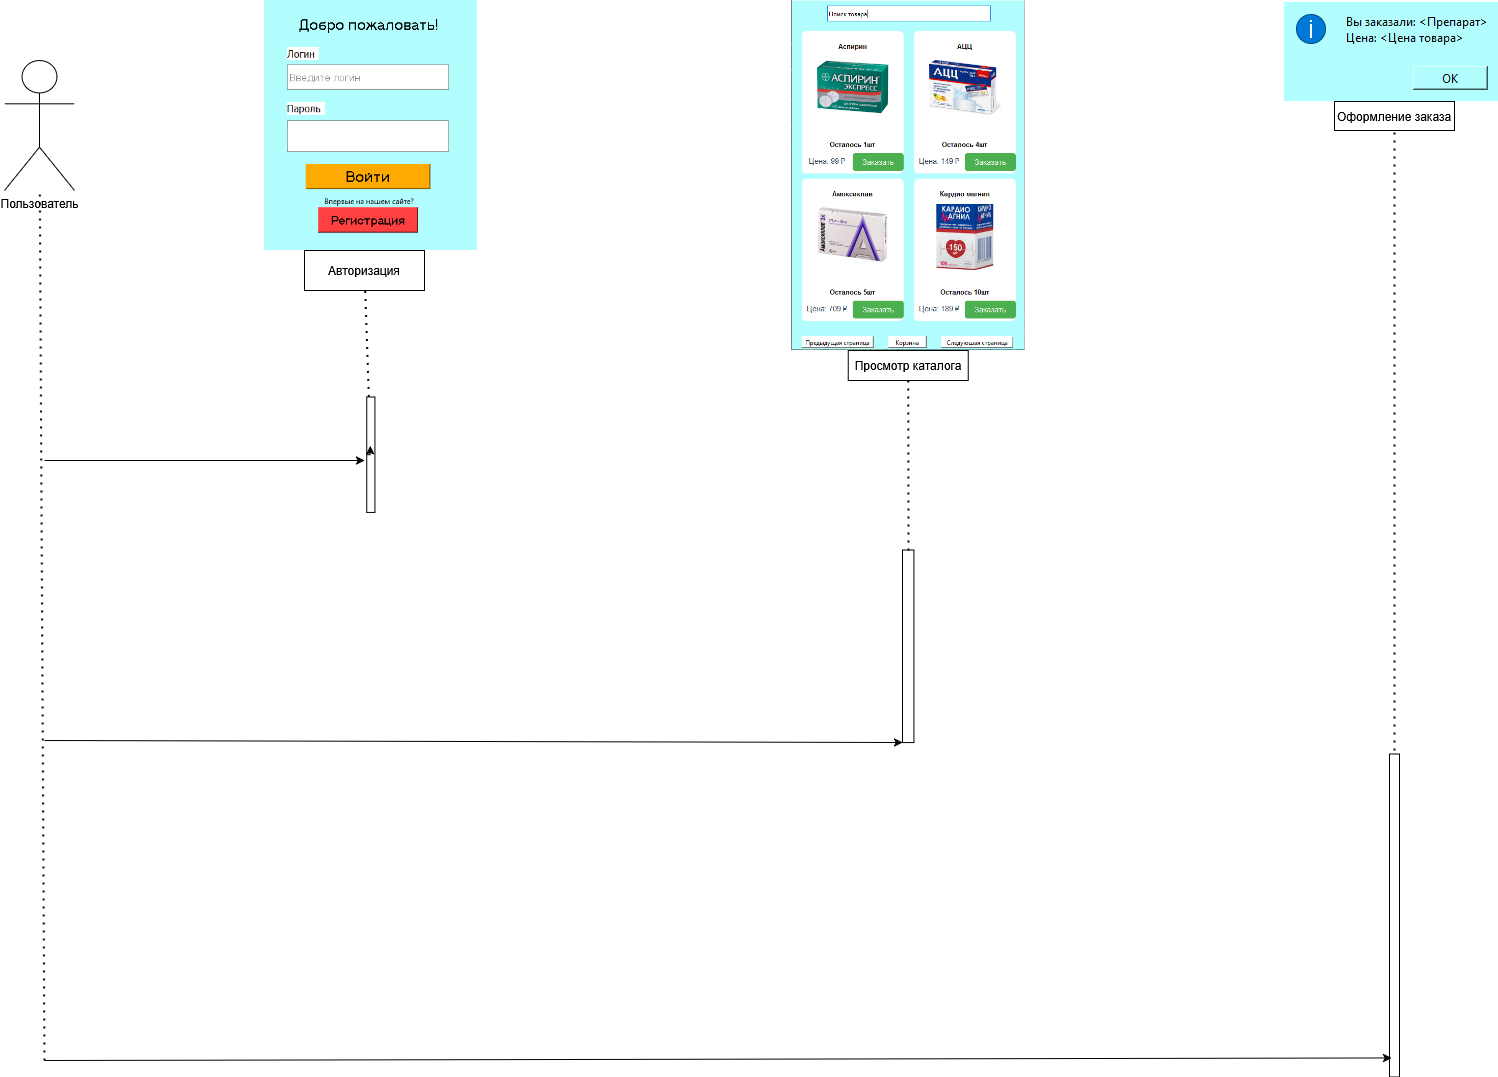 Пользователь
Добро пожаловать!
Логин
Введите логин
Пароль
Войти
Впервые на нашем сайте?
Регистрация
Авторизация
Поиск товара
Аспирин
АСПИРИН
ЭКСПРЕСС
Осталось 1шт
Цена: 99 ₽
Заказать
АЦЦ
АЦЦ
Осталось 4шт
Цена: 149 ₽
Заказать
Амоксиклав
Амоксиклав
Осталось 5шт
Цена: 709 ₽
Заказать
Кардио магнил
КАРДИО
МАГНИЛ
150
100
Осталось 10шт
Цена: 189 ₽
Заказать
Предыдущая страница
Корзина
Следующая страница
Просмотр каталога
Вы заказали: <Препарат>
Цена: <Цена товара>
OK
Оформление заказа